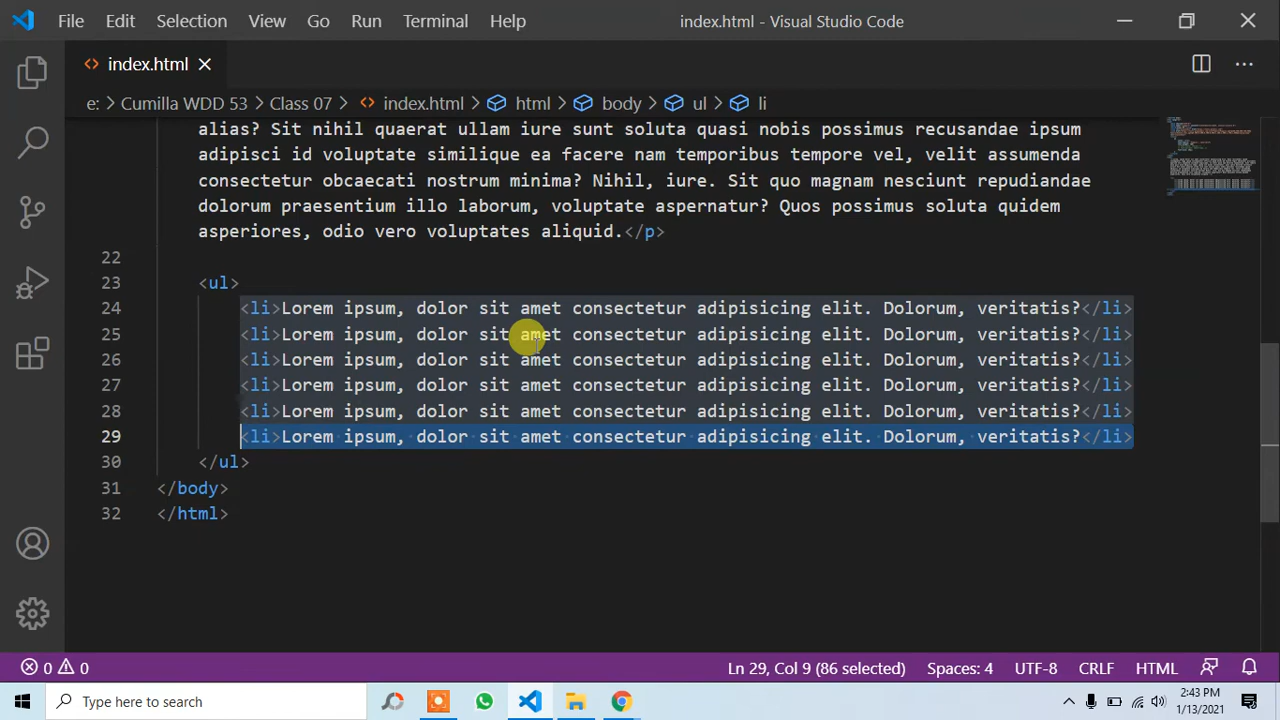 File Edit Selection View Go Run Terminal Help index.html - Visual Studio Code
index.html
e: Cumilla WDD 53 Class 07 index.html html body ul li
alias? Sit nihil quaerat ullam iure sunt soluta quasi nobis possimus recusandae ipsum
adipisci id voluptate similique ea facere nam temporibus tempore vel, velit assumenda
consectetur obcaecati nostrum minima? Nihil, iure. Sit quo magnam nesciunt repudiandae
dolorum praesentium illo laborum, voluptate aspernatur? Quos possimus soluta quidem
asperiores, odio vero voluptates aliquid.</p>
22
23 <ul>
24 <li>Lorem ipsum, dolor sit amet consectetur adipisicing elit. Dolorum, veritatis?</li>
25 <li>Lorem ipsum, dolor sit amet consectetur adipisicing elit. Dolorum, veritatis?</li>
26 <li>Lorem ipsum, dolor sit amet consectetur adipisicing elit. Dolorum, veritatis?</li>
27 <li>Lorem ipsum, dolor sit amet consectetur adipisicing elit. Dolorum, veritatis?</li>
28 <li>Lorem ipsum, dolor sit amet consectetur adipisicing elit. Dolorum, veritatis?</li>
29 <li>Lorem ipsum, dolor sit amet consectetur adipisicing elit. Dolorum, veritatis?</li>
30 </ul>
31 </body>
32 </html>
0 0 Ln 29, Col 9 (86 selected) Spaces: 4 UTF-8 CRLF HTML
Type here to search 2:43 PM
1/13/2021